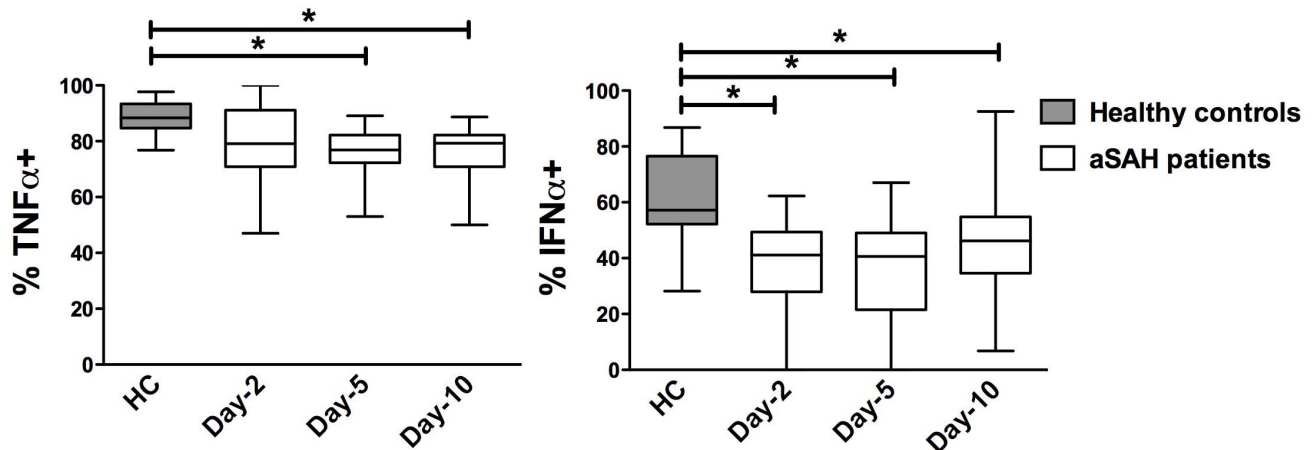 *
*
100
80
60
40
20
0
% TNFα+
HC
Day-2
Day-5
Day-10
*
*
*
100
80
60
40
20
0
% IFNα+
HC
Day-2
Day-5
Day-10
Healthy controls
aSAH patients